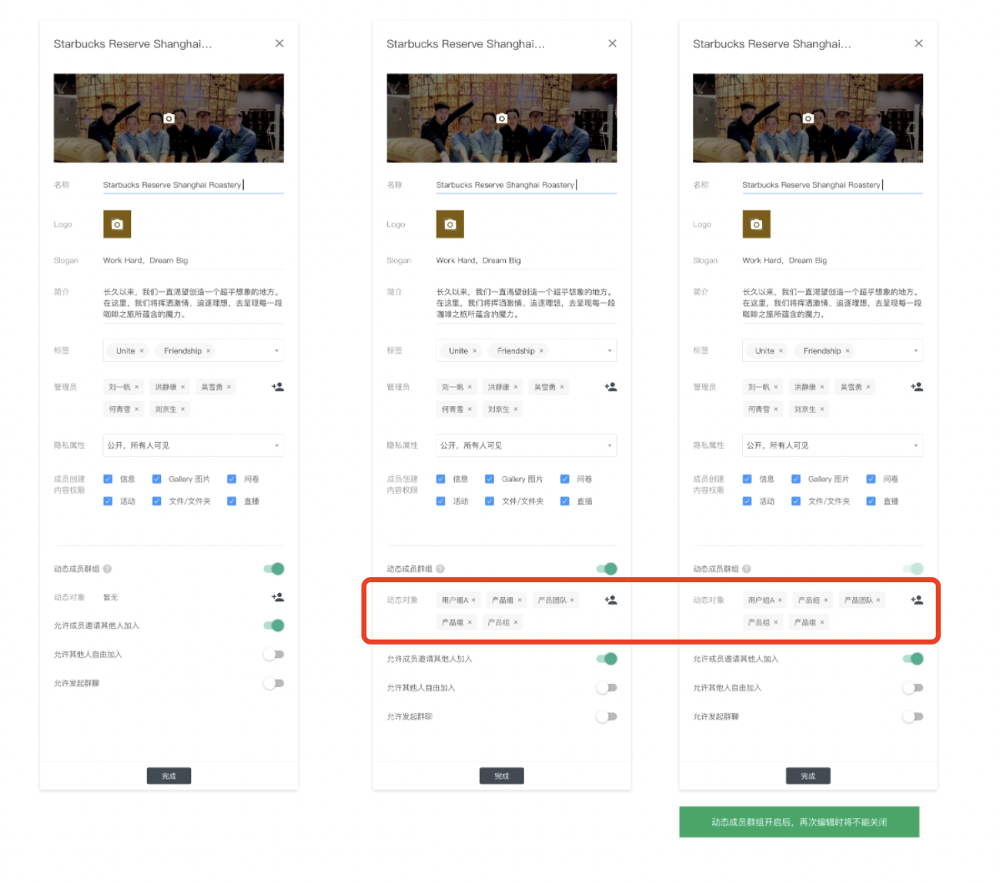 Starbucks Reserve Shanghai...
名称 Starbucks Reserve Shanghai Roastery
Logo
Slogan Work Hard，Dream Big
简介 长久以来，我们一直渴望创造一个超乎想象的地方。
在这里，我们将挥洒激情、追逐理想，去呈现每一段
咖啡之旅所蕴含的魔力。
标签 Unite × Friendship ×
管理员 刘一帆 × 洪静康 × 吴雪勇 ×
何青雪 × 刘京生 ×
隐私属性 公开，所有人可见
成员创建 信息 Gallery 图片 问卷
内容权限
活动 文件/文件夹 直播
动态成员群组 ?
动态对象 暂无
允许成员邀请其他人加入
允许其他人自由加入
允许发起群聊
完成
Starbucks Reserve Shanghai...
名称 Starbucks Reserve Shanghai Roastery
Logo
Slogan Work Hard，Dream Big
简介 长久以来，我们一直渴望创造一个超乎想象的地方。
在这里，我们将挥洒激情、追逐理想，去呈现每一段
咖啡之旅所蕴含的魔力。
标签 Unite × Friendship ×
管理员 刘一帆 × 洪静康 × 吴雪勇 ×
何青雪 × 刘京生 ×
隐私属性 公开，所有人可见
成员创建 信息 Gallery 图片 问卷
内容权限
活动 文件/文件夹 直播
动态成员群组 ?
动态对象 用户组A × 产品组 × 产品团队 ×
产品组 × 产品组 ×
允许成员邀请其他人加入
允许其他人自由加入
允许发起群聊
完成
Starbucks Reserve Shanghai...
名称 Starbucks Reserve Shanghai Roastery
Logo
Slogan Work Hard，Dream Big
简介 长久以来，我们一直渴望创造一个超乎想象的地方。
在这里，我们将挥洒激情、追逐理想，去呈现每一段
咖啡之旅所蕴含的魔力。
标签 Unite × Friendship ×
管理员 刘一帆 × 洪静康 × 吴雪勇 ×
何青雪 × 刘京生 ×
隐私属性 公开，所有人可见
成员创建 信息 Gallery 图片 问卷
内容权限
活动 文件/文件夹 直播
动态成员群组 ?
动态对象 用户组A × 产品组 × 产品团队 ×
产品组 × 产品组 ×
允许成员邀请其他人加入
允许其他人自由加入
允许发起群聊
完成
动态成员群组开启后，再次编辑时将不能关闭